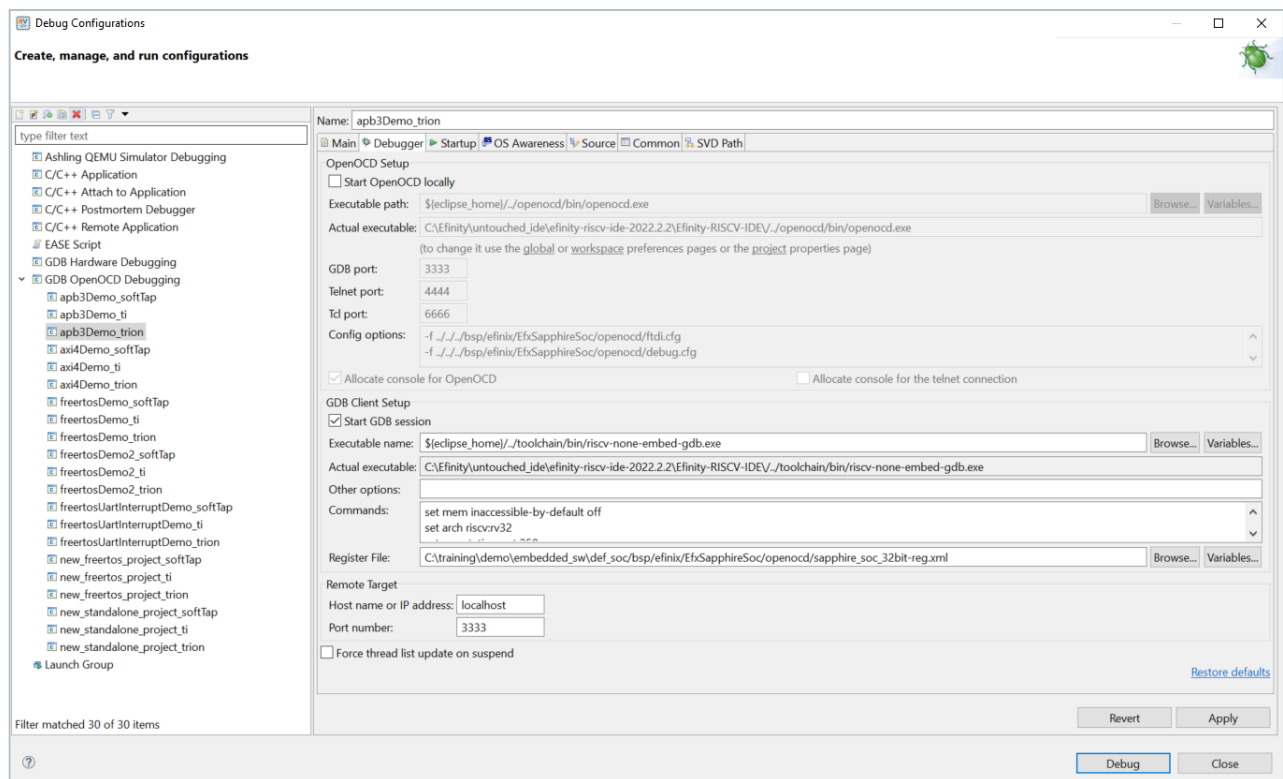 Debug Configurations
Create, manage, and run configurations
type filter text
Ashling QEMU Simulator Debugging
C/C++ Application
C/C++ Attach to Application
C/C++ Postmortem Debugger
C/C++ Remote Application
EASE Script
GDB Hardware Debugging
GDB OpenOCD Debugging
apb3Demo_softTap
apb3Demo_ti
apb3Demo_trion
axi4Demo_softTap
axi4Demo_ti
axi4Demo_trion
freertosDemo_softTap
freertosDemo_ti
freertosDemo_trion
freertosDemo2_softTap
freertosDemo2_ti
freertosDemo2_trion
freertosUartInterruptDemo_softTap
freertosUartInterruptDemo_ti
freertosUartInterruptDemo_trion
new_freertos_project_softTap
new_freertos_project_ti
new_freertos_project_trion
new_standalone_project_softTap
new_standalone_project_ti
new_standalone_project_trion
Launch Group
Filter matched 30 of 30 items
Name: apb3Demo_trion
Main Debugger Startup OS Awareness Source Common SVD Path
OpenOCD Setup
Start OpenOCD locally
Executable path: ${eclipse_home}/../openocd/bin/openocd.exe Browse... Variables...
Actual executable: C:\Efinity\untouched_ide\efinity-riscv-ide-2022.2.2\Efinity-RISCV-IDE\/../openocd/bin/openocd.exe
(to change it use the global or workspace preferences pages or the project properties page)
GDB port: 3333
Telnet port: 4444
Tcl port: 6666
Config options: -f ../../../bsp/efinix/EfxSapphireSoc/openocd/ftdi.cfg
-f ../../../bsp/efinix/EfxSapphireSoc/openocd/debug.cfg
Allocate console for OpenOCD Allocate console for the telnet connection
GDB Client Setup
Start GDB session
Executable name: ${eclipse_home}/../toolchain/bin/riscv-none-embed-gdb.exe Browse... Variables...
Actual executable: C:\Efinity\untouched_ide\efinity-riscv-ide-2022.2.2\Efinity-RISCV-IDE\/../toolchain/bin/riscv-none-embed-gdb.exe
Other options:
Commands: set mem inaccessible-by-default off
set arch riscv:rv32
Register File: C:\training\demo\embedded_sw\def_soc/bsp/efinix/EfxSapphireSoc/openocd/sapphire_soc_32bit-reg.xml Browse... Variables...
Remote Target
Host name or IP address: localhost
Port number: 3333
Force thread list update on suspend
Restore defaults
Revert Apply
Debug Close